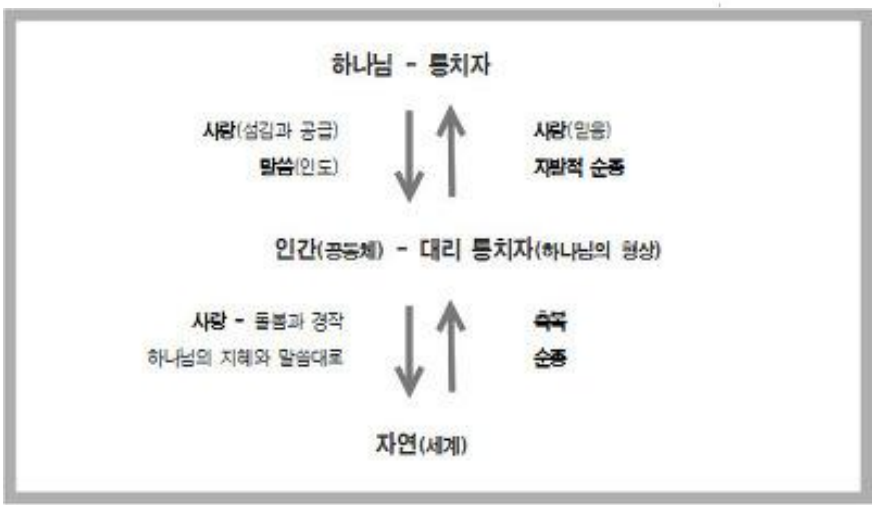 하나님 - 통치자
사랑(섬김과 공급)
사랑(믿음)
말씀(인도)
자발적 순종
인간(공동체) - 대리 통치자(하나님의 형상)
사랑 - 돌봄과 경작
축복
하나님의 지혜와 말씀대로
순종
자연(세계)